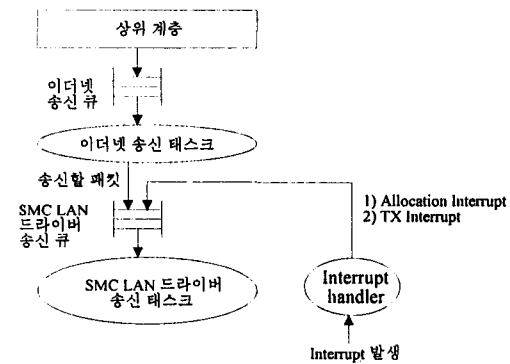 상위 계층
이더넷
송신 큐
이더넷 송신 태스크
송신할 패킷
1) Allocation Interrupt
2) TX Interrupt
SMC LAN
드라이버
송신 큐
SMC LAN 드라이버
송신 태스크
Interrupt
handler
Interrupt 발생